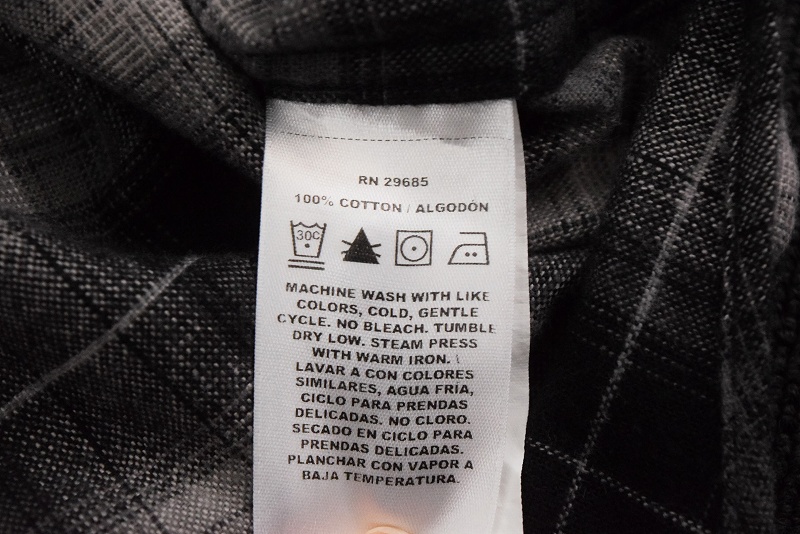 RN 29685
100% COTTON / ALGODÓN
30C
MACHINE WASH WITH LIKE
COLORS, COLD, GENTLE
CYCLE. NO BLEACH. TUMBLE
DRY LOW. STEAM PRESS
WITH WARM IRON. \
LAVAR A CON COLORES
SIMILARES, AGUA FRÍA,
CICLO PARA PRENDAS
DELICADAS. NO CLORO.
SECADO EN CICLO PARA
PRENDAS DELICADAS.
PLANCHAR CON VAPOR A
BAJA TEMPERATURA.